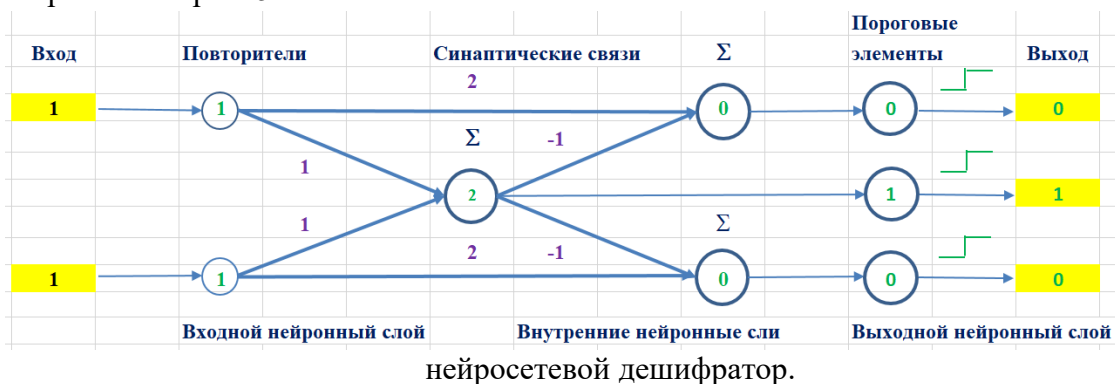 Пороговые
Вход Повторители Синаптические связи Σ элементы Выход
2
1 1 0 0 0
Σ -1
1
2 1 1
1 Σ
2 -1
1 1 0 0 0
Входной нейронный слой Внутренние нейронные сли Выходной нейронный слой
нейросетевой дешифратор.